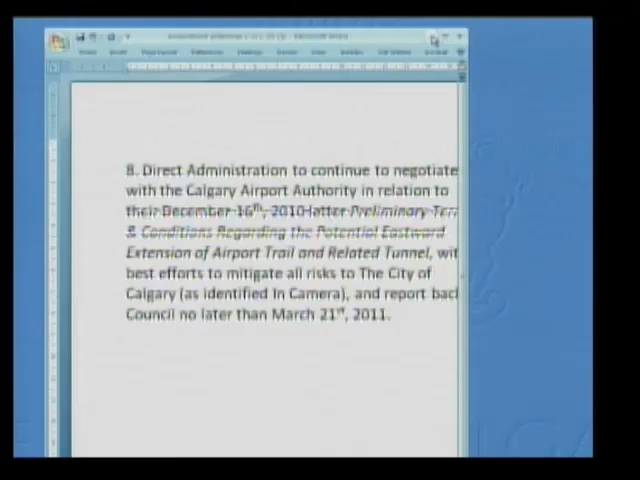 8. Direct Administration to continue to negotiate
with the Calgary Airport Authority in relation to
their December 16th, 2010 letter Preliminary
& Conditions Regarding the Potential Eastward
Extension of Airport Trail and Related Tunnel,
best efforts to mitigate all risks to The City of
Calgary (as identified In Camera), and report
Council no later than March 21st, 2011.